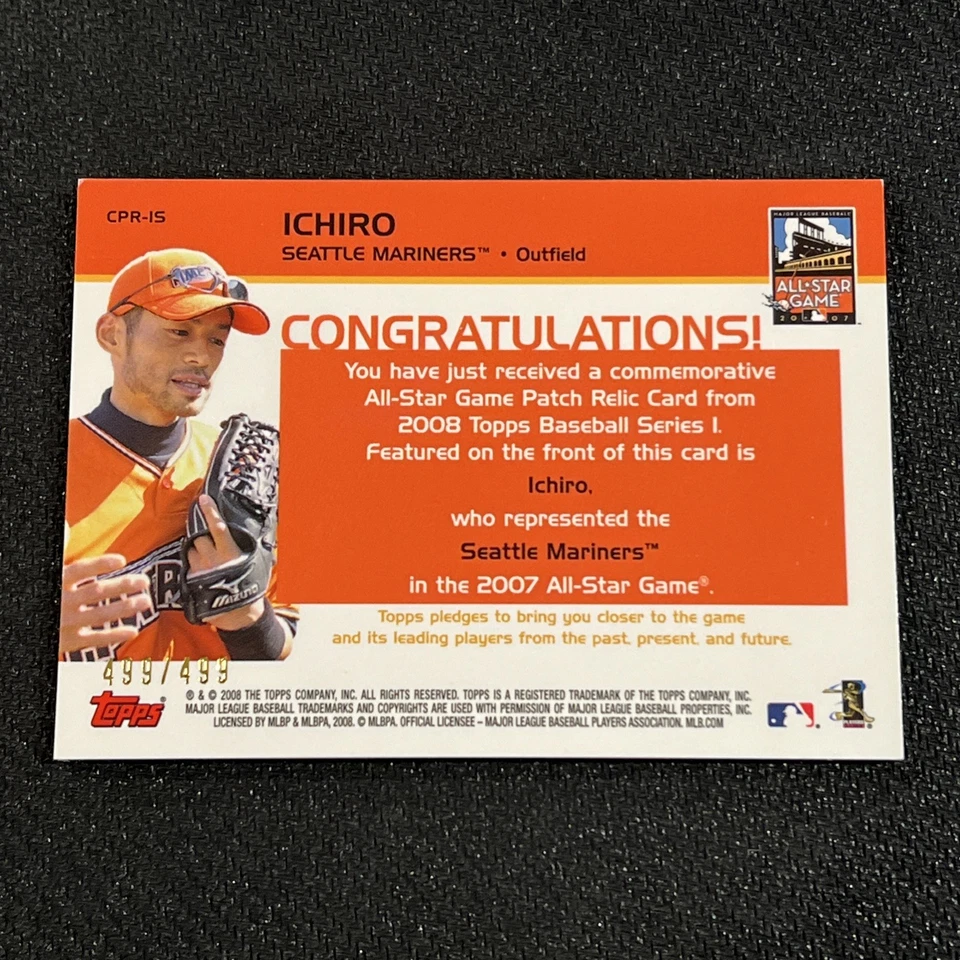 CPR-IS
ICHIRO
SEATTLE MARINERS™ • Outfield
MAJOR LEAGUE BASEBALL
ALL★STAR
GAME
2007
CONGRATULATIONS!
You have just received a commemorative
All-Star Game Patch Relic Card from
2008 Topps Baseball Series 1.
Featured on the front of this card is
Ichiro,
who represented the
Seattle Mariners™
in the 2007 All-Star Game®.
MIZUNO
Topps pledges to bring you closer to the game
and its leading players from the past, present, and future.
499/499
Topps®
® & © 2008 THE TOPPS COMPANY, INC. ALL RIGHTS RESERVED. TOPPS IS A REGISTERED TRADEMARK OF THE TOPPS COMPANY, INC.
MAJOR LEAGUE BASEBALL TRADEMARKS AND COPYRIGHTS ARE USED WITH PERMISSION OF MAJOR LEAGUE BASEBALL PROPERTIES, INC.
LICENSED BY MLBP & MLBPA, 2008. © MLBPA. OFFICIAL LICENSEE – MAJOR LEAGUE BASEBALL PLAYERS ASSOCIATION. MLB.COM